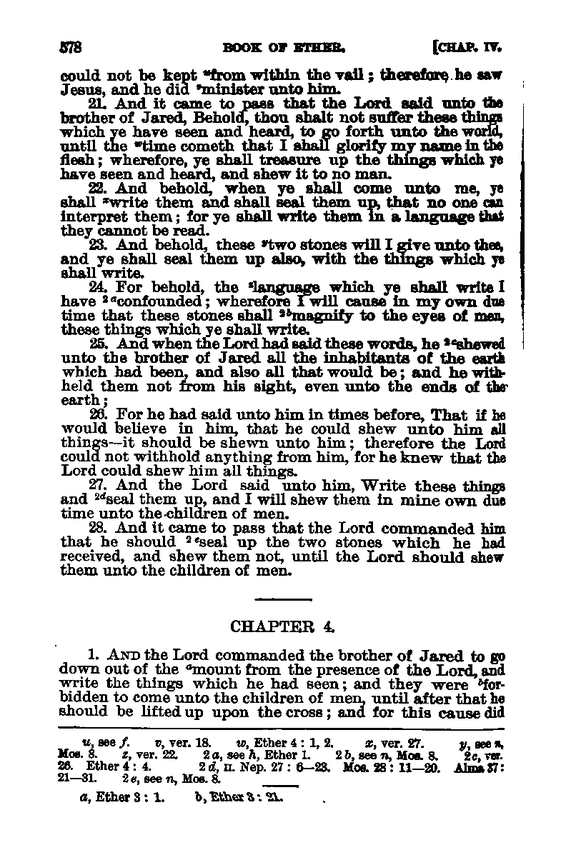 578 BOOK OF ETHER. [CHAP. IV.
could not be kept ᵘfrom within the vail; therefore, he saw
Jesus, and he did ᵛminister unto him.
21. And it came to pass that the Lord said unto the
brother of Jared, Behold, thou shalt not suffer these things
which ye have seen and heard, to go forth unto the world,
until the ʷtime cometh that I shall glorify my name in the
flesh; wherefore, ye shall treasure up the things which ye
have seen and heard, and shew it to no man.
22. And behold, when ye shall come unto me, ye
shall ˣwrite them and shall seal them up, that no one can
interpret them; for ye shall write them in a language that
they cannot be read.
23. And behold, these ʸtwo stones will I give unto thee,
and ye shall seal them up also, with the things which ye
shall write.
24. For behold, the ᶻlanguage which ye shall write I
have ²ᵃconfounded; wherefore I will cause in my own due
time that these stones shall ²ᵇmagnify to the eyes of men,
these things which ye shall write.
25. And when the Lord had said these words, he ²ᶜshewed
unto the brother of Jared all the inhabitants of the earth
which had been, and also all that would be; and he with-
held them not from his sight, even unto the ends of the
earth;
26. For he had said unto him in times before, That if he
would believe in him, that he could shew unto him all
things—it should be shewn unto him; therefore the Lord
could not withhold anything from him, for he knew that the
Lord could shew him all things.
27. And the Lord said unto him, Write these things
and ²ᵈseal them up, and I will shew them in mine own due
time unto the children of men.
28. And it came to pass that the Lord commanded him
that he should ²ᵉseal up the two stones which he had
received, and shew them not, until the Lord should shew
them unto the children of men.
CHAPTER 4.
1. AND the Lord commanded the brother of Jared to go
down out of the ᵃmount from the presence of the Lord, and
write the things which he had seen; and they were ᵇfor-
bidden to come unto the children of men, until after that he
should be lifted up upon the cross; and for this cause did
u, see f. v, ver. 18. w, Ether 4: 1, 2. x, ver. 27. y, see n,
Mos. 8. z, ver. 22. 2a, see h, Ether 1. 2b, see n, Mos. 8. 2c, ver.
26. Ether 4: 4. 2d, II. Nep. 27: 6—23. Mos. 28: 11—20. Alma 37:
21—31. 2e, see n, Mos. 8.
a, Ether 3: 1. b, Ether 3: 21.